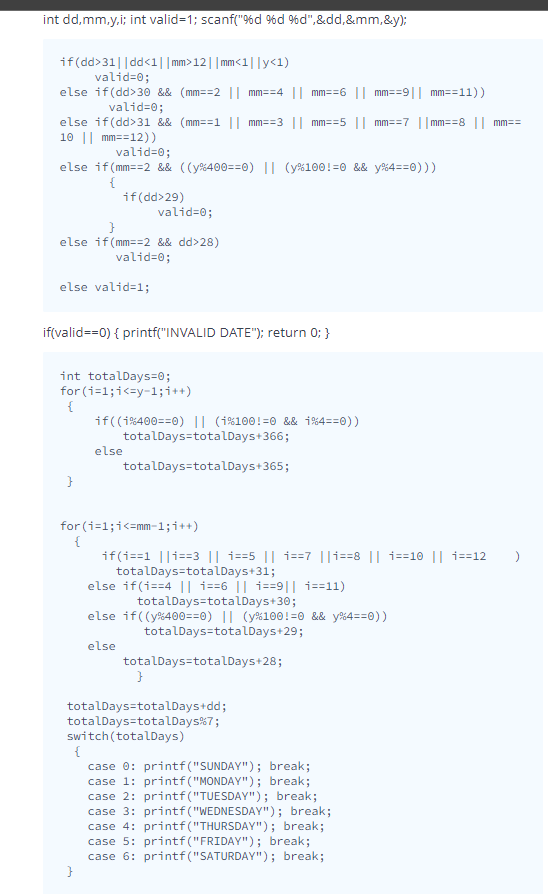 int dd,mm,y,i; int valid=1; scanf("%d %d %d",&dd,&mm,&y);
if(dd>31||dd<1||mm>12||mm<1||y<1)
valid=0;
else if(dd>30 && (mm==2 || mm==4 || mm==6 || mm==9|| mm==11))
valid=0;
else if(dd>31 && (mm==1 || mm==3 || mm==5 || mm==7 ||mm==8 || mm==
10 || mm==12))
valid=0;
else if(mm==2 && ((y%400==0) || (y%100!=0 && y%4==0)))
{
if(dd>29)
valid=0;
}
else if(mm==2 && dd>28)
valid=0;
else valid=1;
if(valid==0) { printf("INVALID DATE"); return 0; }
int totalDays=0;
for(i=1;i<=y-1;i++)
{
if((i%400==0) || (i%100!=0 && i%4==0))
totalDays=totalDays+366;
else
totalDays=totalDays+365;
}
for(i=1;i<=mm-1;i++)
{
if(i==1 ||i==3 || i==5 || i==7 ||i==8 || i==10 || i==12    )
totalDays=totalDays+31;
else if(i==4 || i==6 || i==9|| i==11)
totalDays=totalDays+30;
else if((y%400==0) || (y%100!=0 && y%4==0))
totalDays=totalDays+29;
else
totalDays=totalDays+28;
}
totalDays=totalDays+dd;
totalDays=totalDays%7;
switch(totalDays)
{
case 0: printf("SUNDAY"); break;
case 1: printf("MONDAY"); break;
case 2: printf("TUESDAY"); break;
case 3: printf("WEDNESDAY"); break;
case 4: printf("THURSDAY"); break;
case 5: printf("FRIDAY"); break;
case 6: printf("SATURDAY"); break;
}